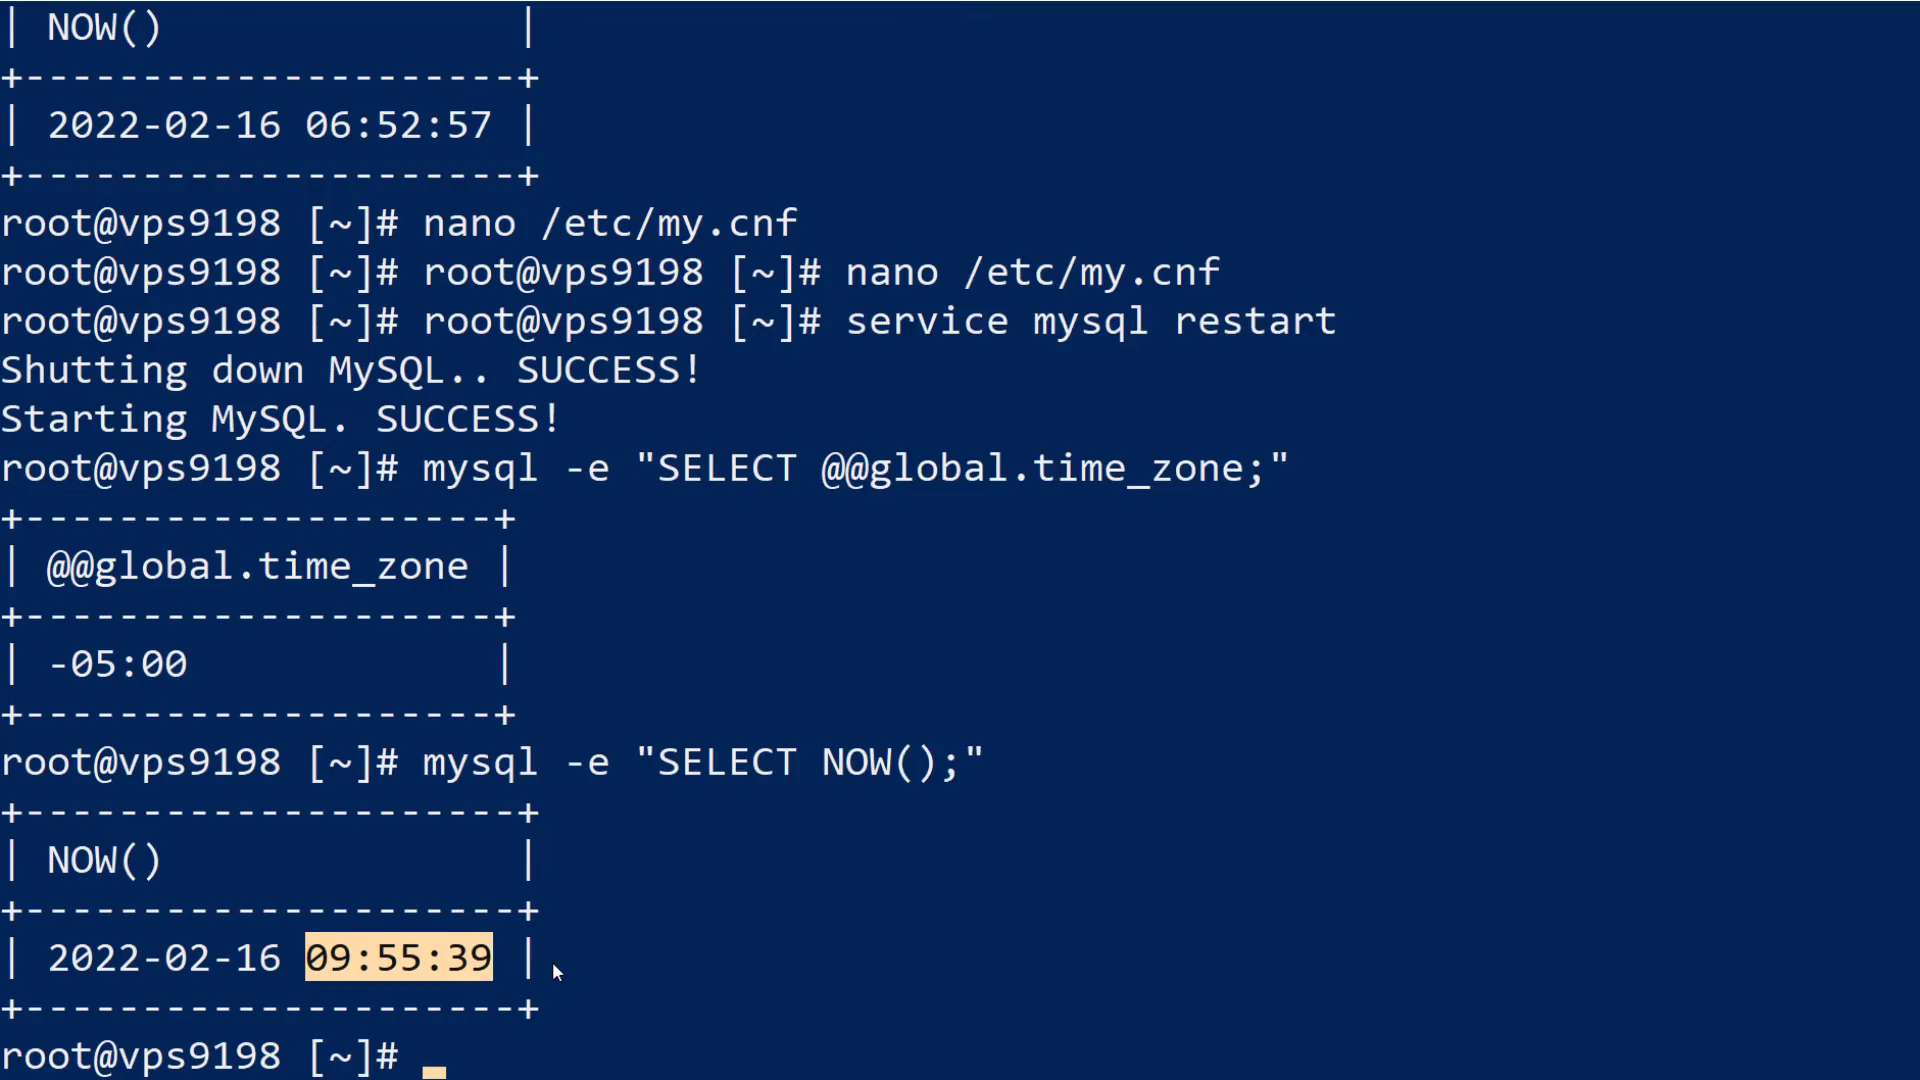 | NOW()               |
+---------------------+
| 2022-02-16 06:52:57 |
+---------------------+
root@vps9198 [~]# nano /etc/my.cnf
root@vps9198 [~]# root@vps9198 [~]# nano /etc/my.cnf
root@vps9198 [~]# root@vps9198 [~]# service mysql restart
Shutting down MySQL.. SUCCESS!
Starting MySQL. SUCCESS!
root@vps9198 [~]# mysql -e "SELECT @@global.time_zone;"
+--------------------+
| @@global.time_zone |
+--------------------+
| -05:00             |
+--------------------+
root@vps9198 [~]# mysql -e "SELECT NOW();"
+---------------------+
| NOW()               |
+---------------------+
| 2022-02-16 09:55:39 |
+---------------------+
root@vps9198 [~]#